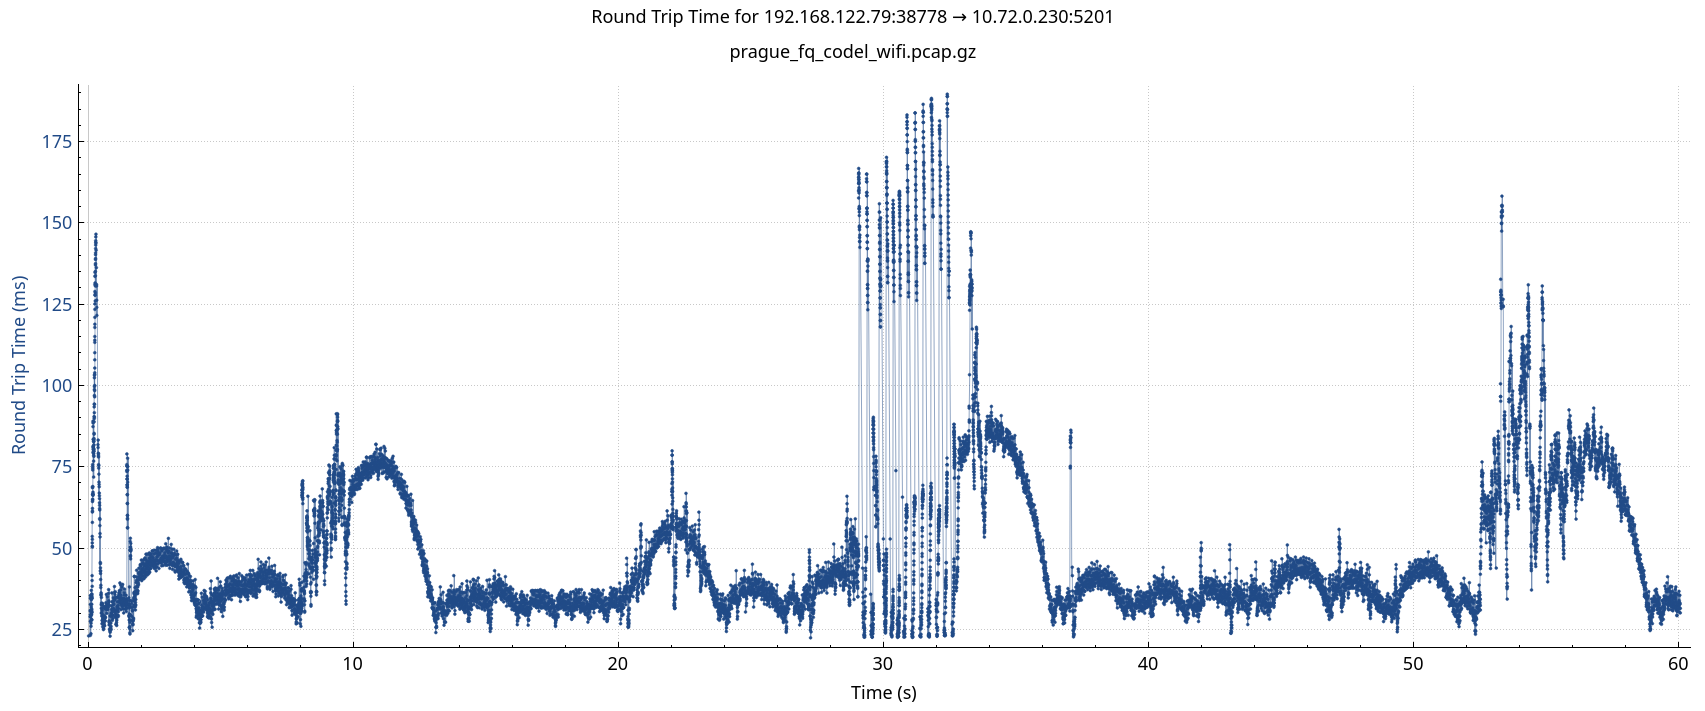 Round Trip Time for 192.168.122.79:38778 → 10.72.0.230:5201
prague_fq_codel_wifi.pcap.gz
Round Trip Time (ms)
175
150
125
100
75
50
25
0 10 20 30 40 50 60
Time (s)